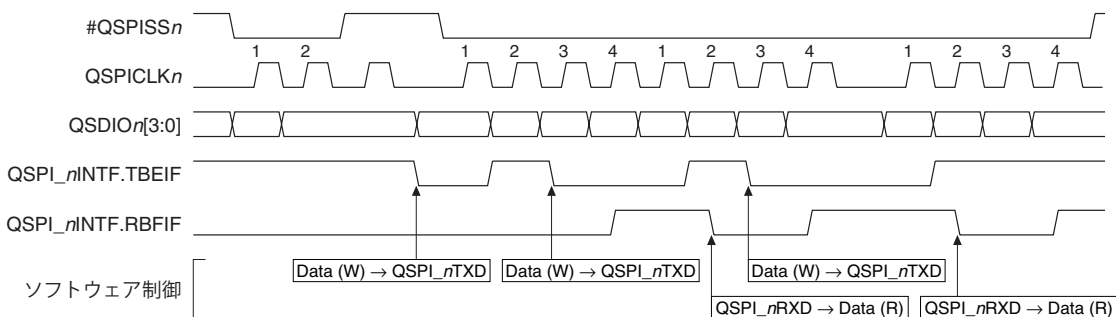 #QSPISSn
1 2 1 2 3 4 1 2 3 4 1 2 3 4
QSPICLKn
QSDIOn[3:0]
QSPI_nINTF.TBEIF
QSPI_nINTF.RBFIF
Data (W) → QSPI_nTXD Data (W) → QSPI_nTXD Data (W) → QSPI_nTXD
ソフトウェア制御
QSPI_nRXD → Data (R) QSPI_nRXD → Data (R)